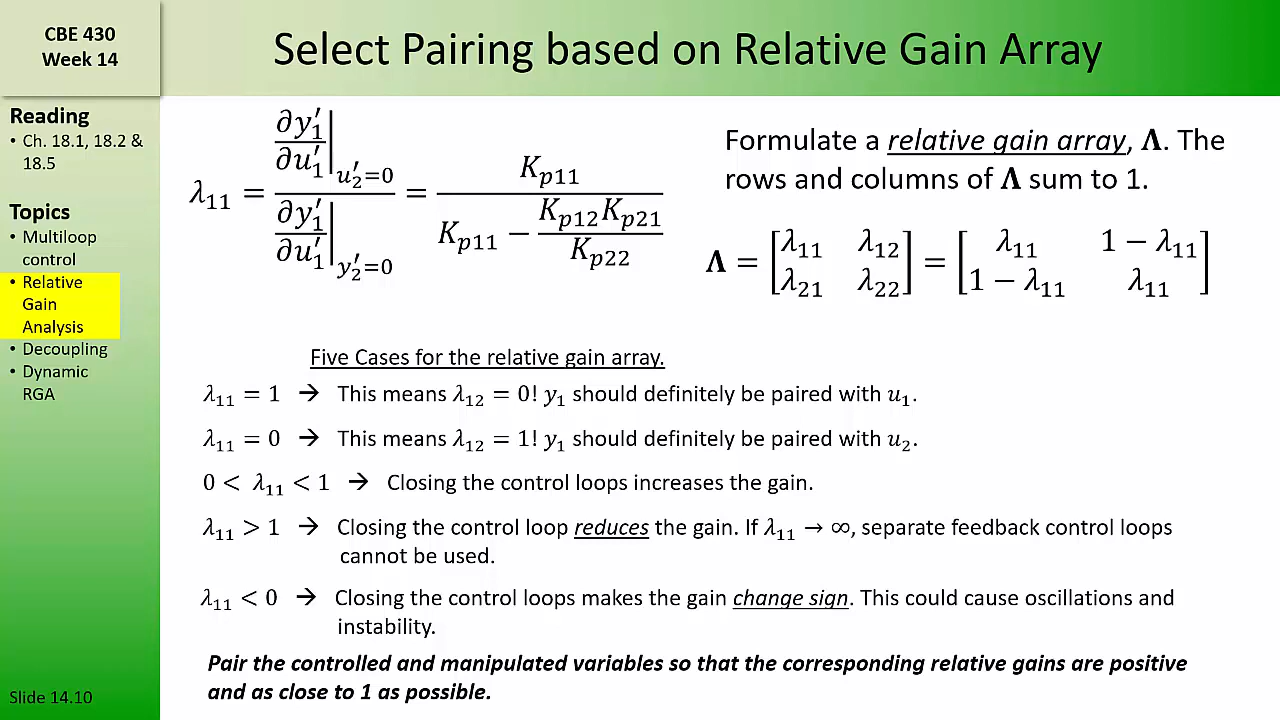 CBE 430
Week 14
Select Pairing based on Relative Gain Array
Reading
• Ch. 18.1, 18.2 &
18.5
Topics
• Multiloop
control
• Relative
Gain
Analysis
• Decoupling
• Dynamic
RGA
Slide 14.10
λ₁₁ = (∂y₁′/∂u₁′|u₂′=0) / (∂y₁′/∂u₁′|y₂′=0) = Kp11 / (Kp11 − Kp12Kp21/Kp22)
Formulate a relative gain array, Λ. The
rows and columns of Λ sum to 1.
Λ = [λ₁₁ λ₁₂; λ₂₁ λ₂₂] = [λ₁₁ 1 − λ₁₁; 1 − λ₁₁ λ₁₁]
Five Cases for the relative gain array.
λ₁₁ = 1 → This means λ₁₂ = 0! y₁ should definitely be paired with u₁.
λ₁₁ = 0 → This means λ₁₂ = 1! y₁ should definitely be paired with u₂.
0 < λ₁₁ < 1 → Closing the control loops increases the gain.
λ₁₁ > 1 → Closing the control loop reduces the gain. If λ₁₁ → ∞, separate feedback control loops
cannot be used.
λ₁₁ < 0 → Closing the control loops makes the gain change sign. This could cause oscillations and
instability.
Pair the controlled and manipulated variables so that the corresponding relative gains are positive
and as close to 1 as possible.